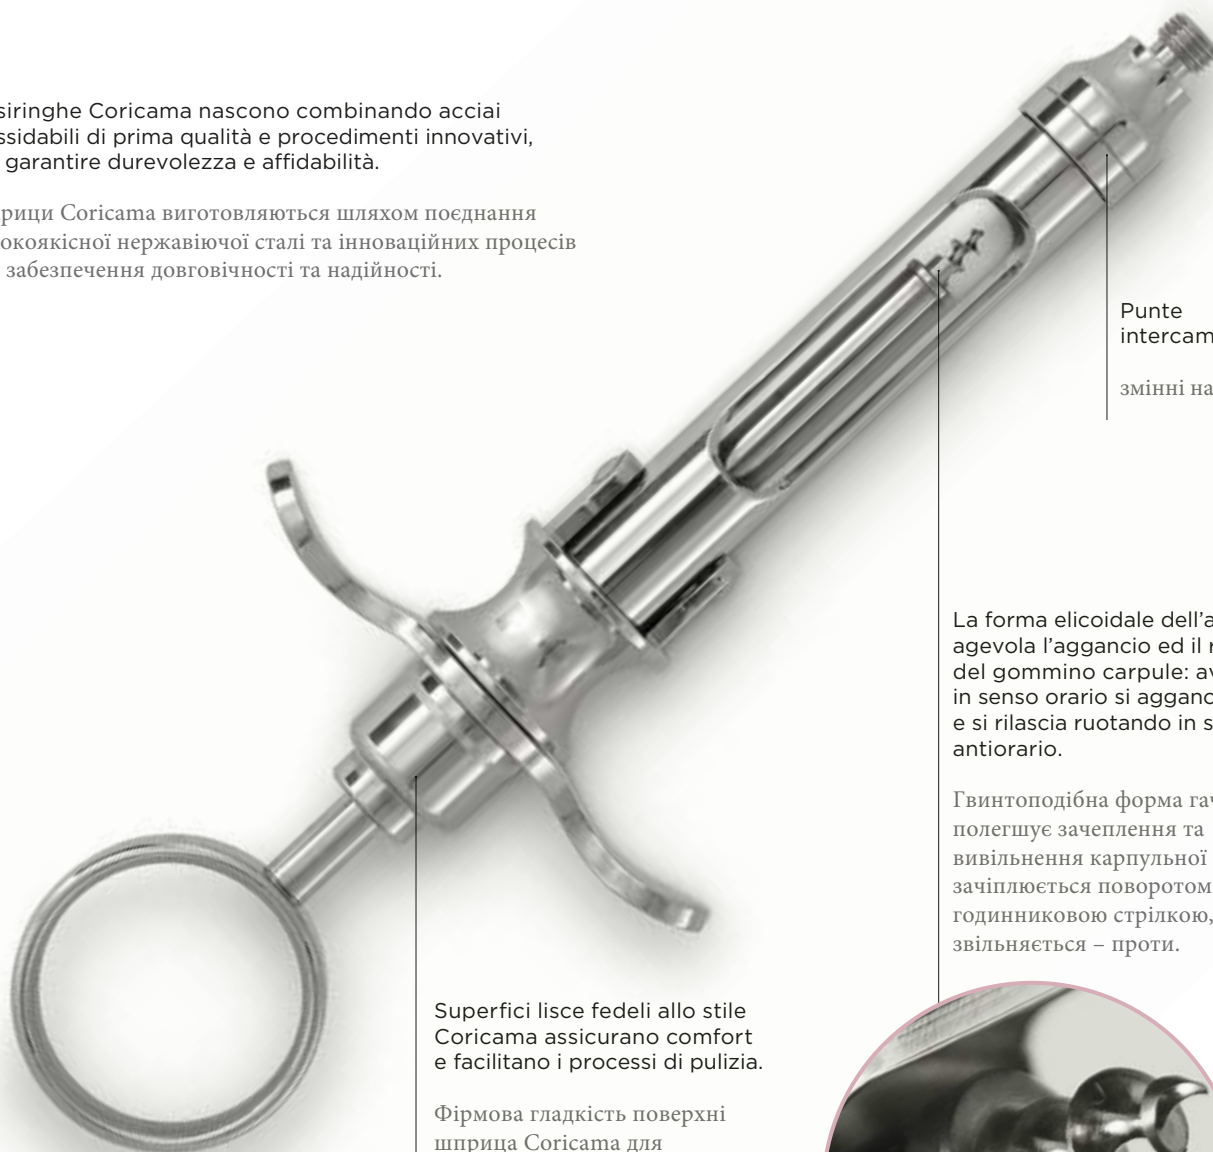 siringhe Coricama nascono combinando acciai
ssidabili di prima qualità e procedimenti innovativi,
garantire durevolezza e affidabilità.
рици Coricama виготовляються шляхом поєднання
окоякісної нержавіючої сталі та інноваційних процесів
забезпечення довговічності та надійності.
Punte
intercam
змінні на
La forma elicoidale dell’a
agevola l’aggancio ed il r
del gommino carpule: av
in senso orario si agganc
e si rilascia ruotando in s
antiorario.
Гвинтоподібна форма гач
полегшує зачеплення та
вивільнення карпульної
зачіплюється поворотом
годинниковою стрілкою,
звільняється – проти.
Superfici lisce fedeli allo stile
Coricama assicurano comfort
e facilitano i processi di pulizia.
Фірмова гладкість поверхні
шприца Coricama для